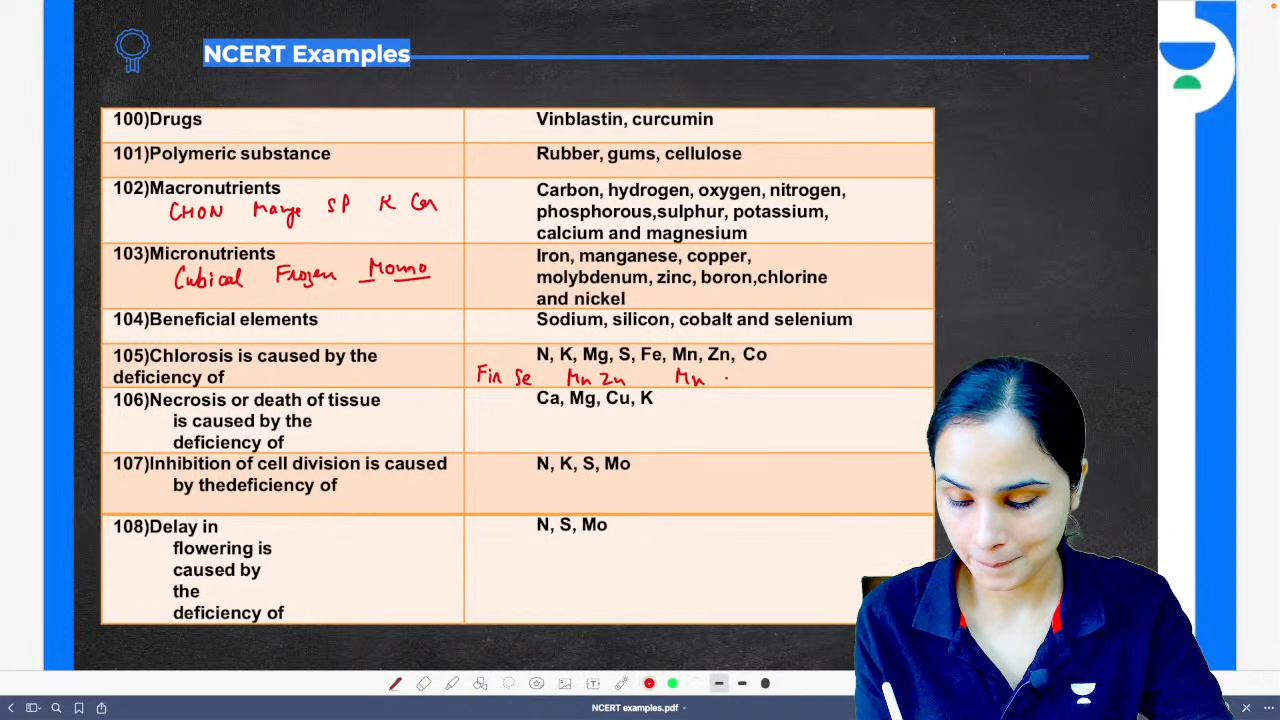 NCERT Examples
100)Drugs
Vinblastin, curcumin
101)Polymeric substance
Rubber, gums, cellulose
102)Macronutrients
CHON Mange SP K Ca
Carbon, hydrogen, oxygen, nitrogen,
phosphorous,sulphur, potassium,
calcium and magnesium
103)Micronutrients
Cubical Frozen Momo
Iron, manganese, copper,
molybdenum, zinc, boron,chlorine
and nickel
104)Beneficial elements
Sodium, silicon, cobalt and selenium
105)Chlorosis is caused by the
deficiency of
N, K, Mg, S, Fe, Mn, Zn, Co
Se Mn Zn Mn
106)Necrosis or death of tissue
is caused by the
deficiency of
Ca, Mg, Cu, K
107)Inhibition of cell division is caused
by thedeficiency of
N, K, S, Mo
108)Delay in
flowering is
caused by
the
deficiency of
N, S, Mo
NCERT examples.pdf